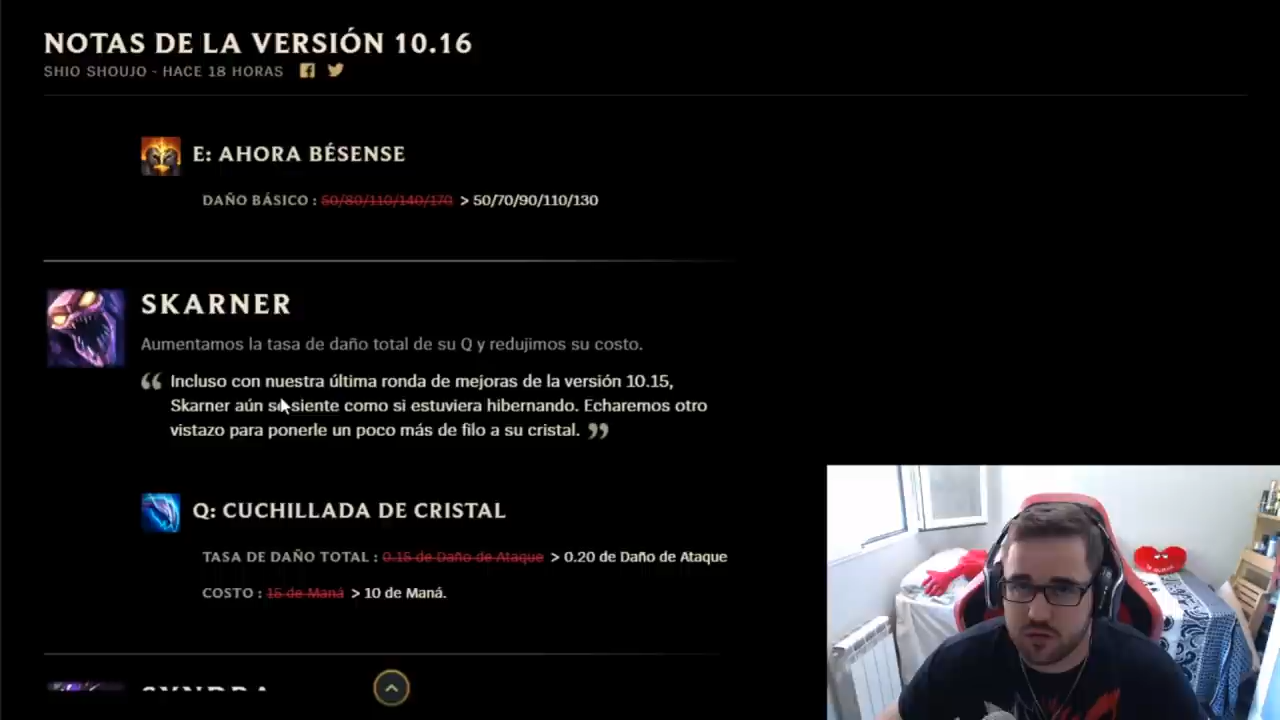 NOTAS DE LA VERSIÓN 10.16
SHIO SHOUJO - HACE 18 HORAS
E: AHORA BÉSENSE
DAÑO BÁSICO : 50/80/110/140/170 > 50/70/90/110/130
SKARNER
Aumentamos la tasa de daño total de su Q y redujimos su costo.
“ Incluso con nuestra última ronda de mejoras de la versión 10.15,
Skarner aún se siente como si estuviera hibernando. Echaremos otro
vistazo para ponerle un poco más de filo a su cristal. ”
Q: CUCHILLADA DE CRISTAL
TASA DE DAÑO TOTAL : 0.15 de Daño de Ataque > 0.20 de Daño de Ataque
COSTO : 15 de Maná > 10 de Maná.
SYNDRA